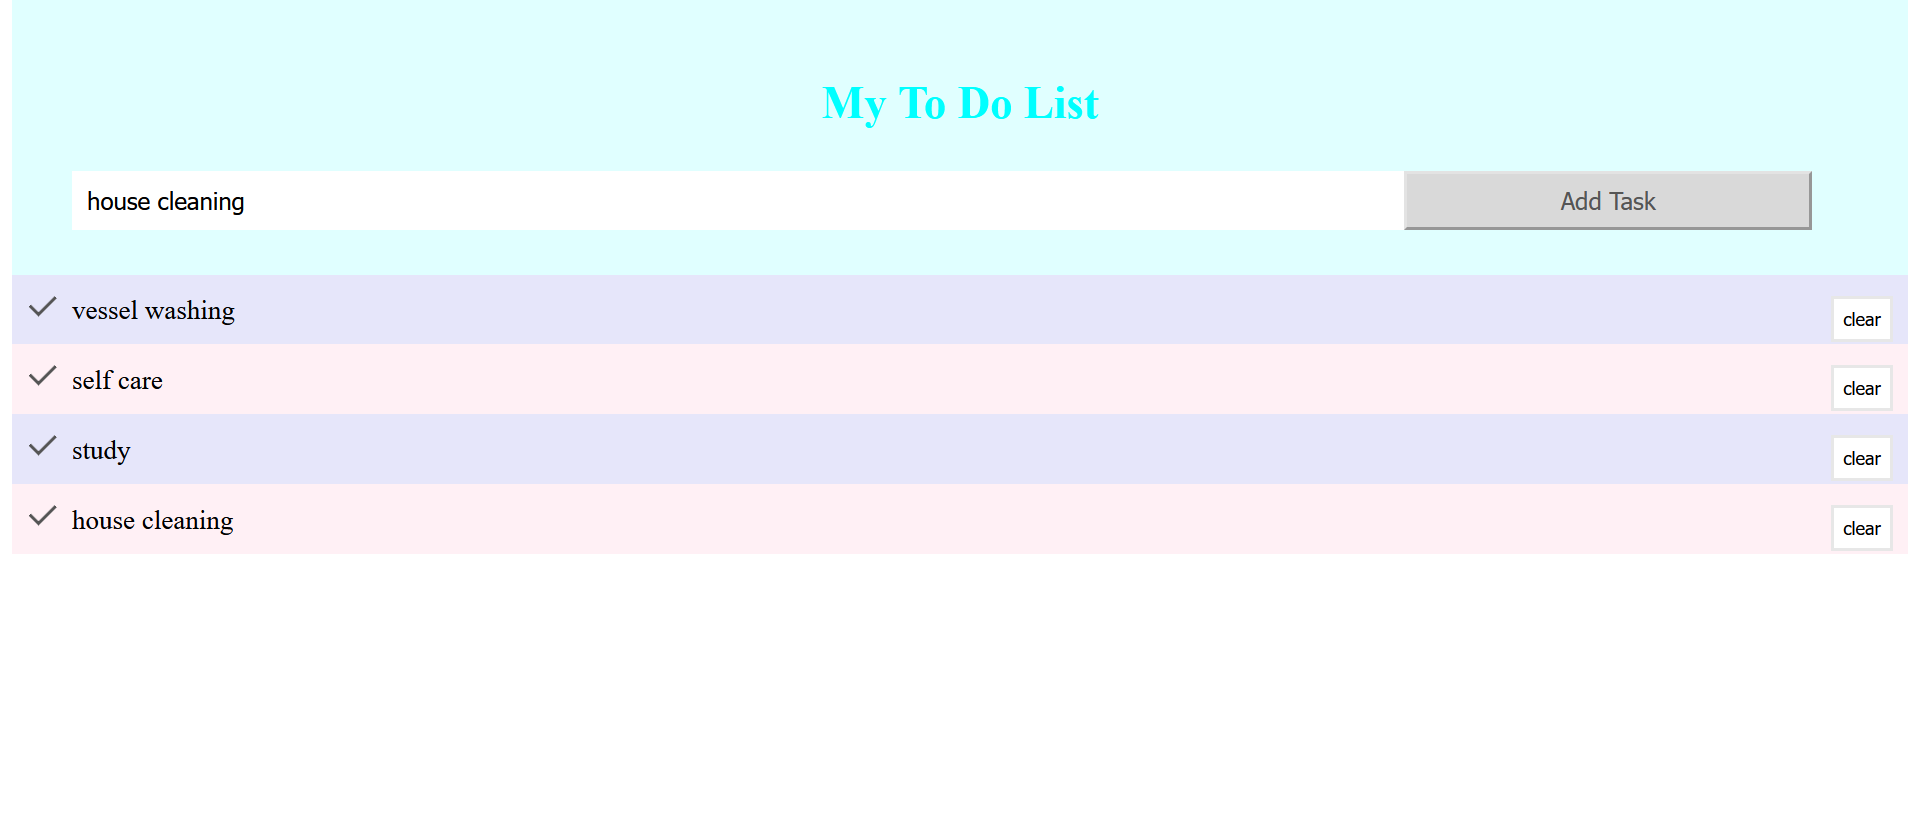 My To Do List
house cleaning Add Task
vessel washing clear
self care clear
study clear
house cleaning clear